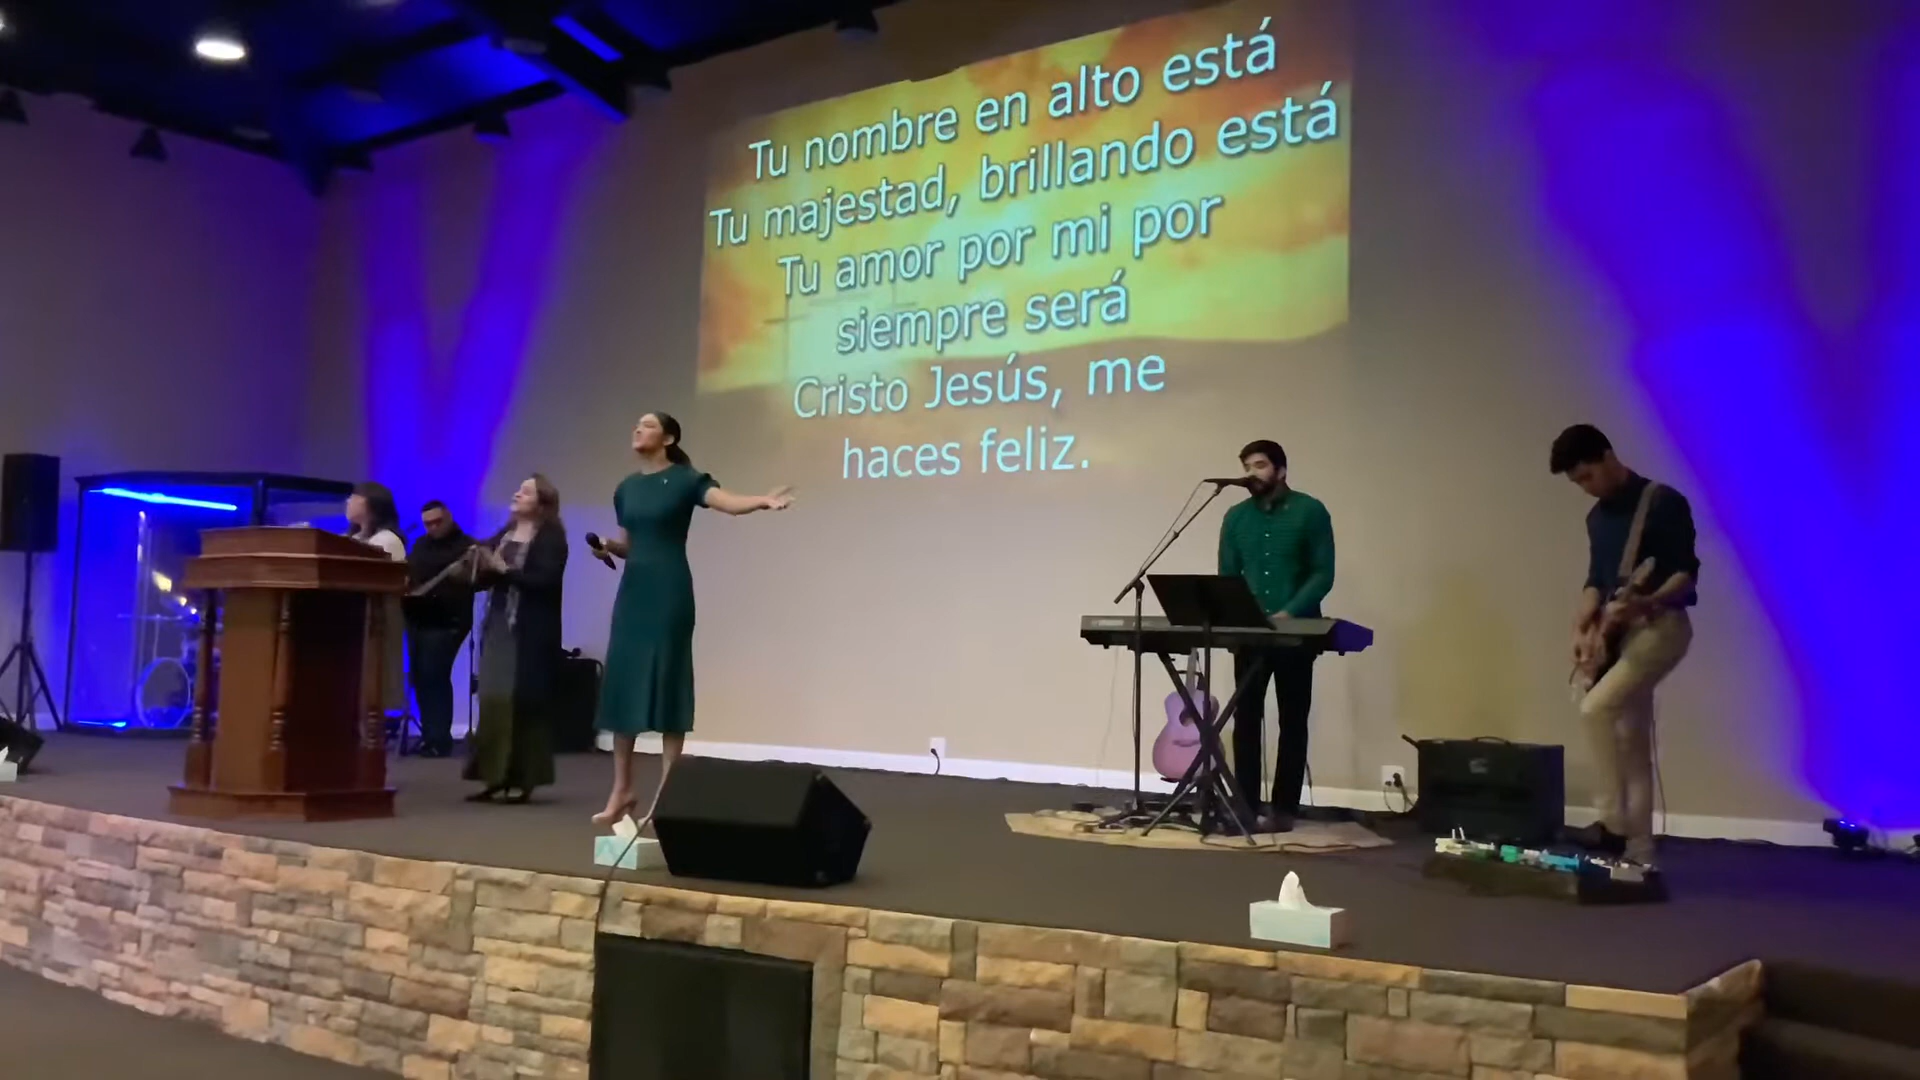 Tu nombre en alto está
Tu majestad, brillando está
Tu amor por mi por
siempre será
Cristo Jesús, me
haces feliz.